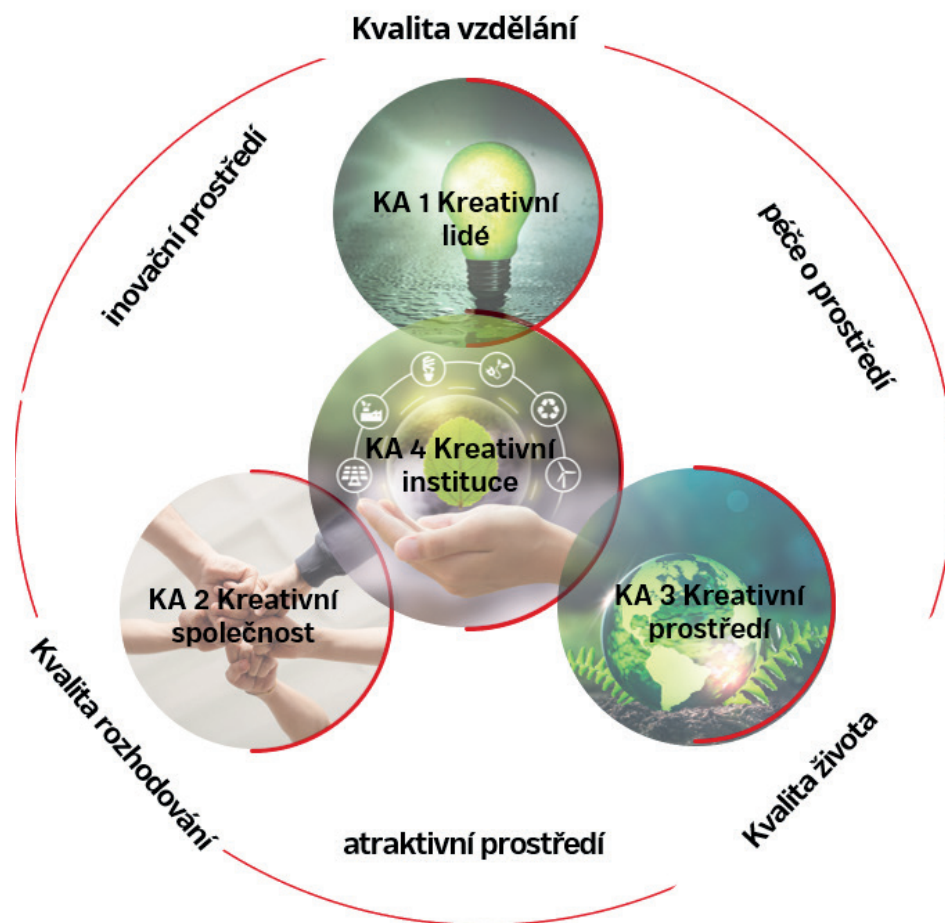 Kvalita vzdělání
inovační prostředí
péče o prostředí
KA 1 Kreativní
lidé
KA 4 Kreativní
instituce
KA 2 Kreativní
společnost
KA 3 Kreativní
prostředí
Kvalita rozhodování
atraktivní prostředí
Kvalita života